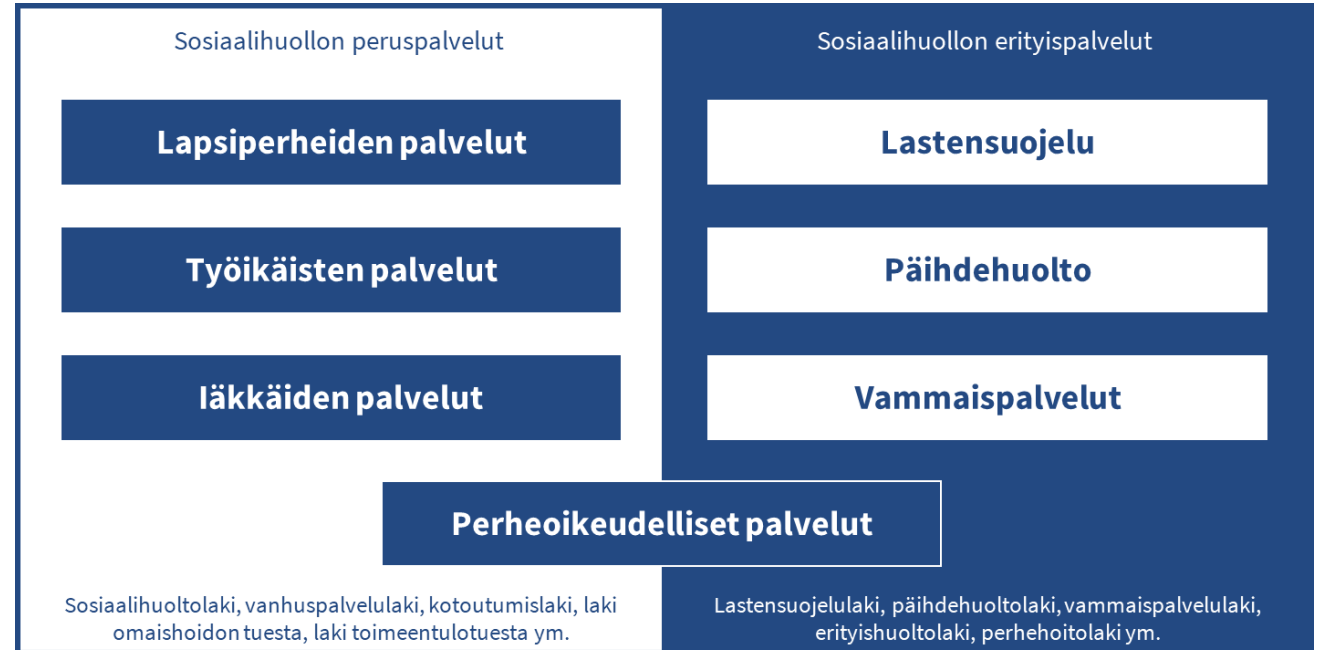 Sosiaalihuollon peruspalvelut
Lapsiperheiden palvelut
Työikäisten palvelut
Iäkkäiden palvelut
Sosiaalihuollon erityispalvelut
Lastensuojelu
Päihdehuolto
Vammaispalvelut
Perheoikeudelliset palvelut
Sosiaalihuoltolaki, vanhuspalvelulaki, kotoutumislaki, laki
omaishoidon tuesta, laki toimeentulotuesta ym.
Lastensuojelulaki, päihdehuoltolaki, vammaispalvelulaki,
erityishuoltolaki, perhehoitolaki ym.